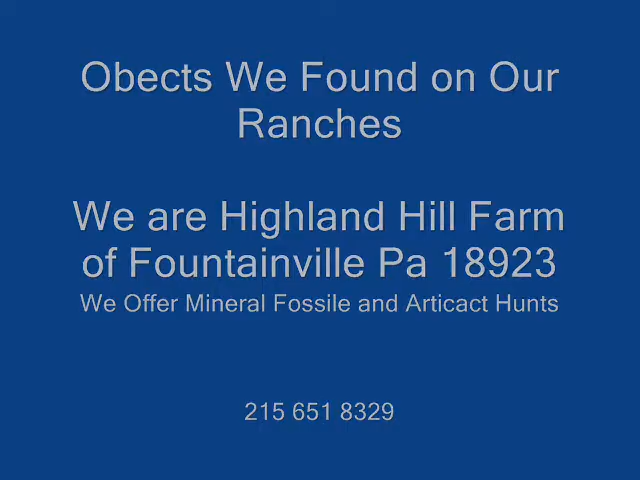 Obects We Found on Our
Ranches
We are Highland Hill Farm
of Fountainville Pa 18923
We Offer Mineral Fossile and Articact Hunts
215 651 8329